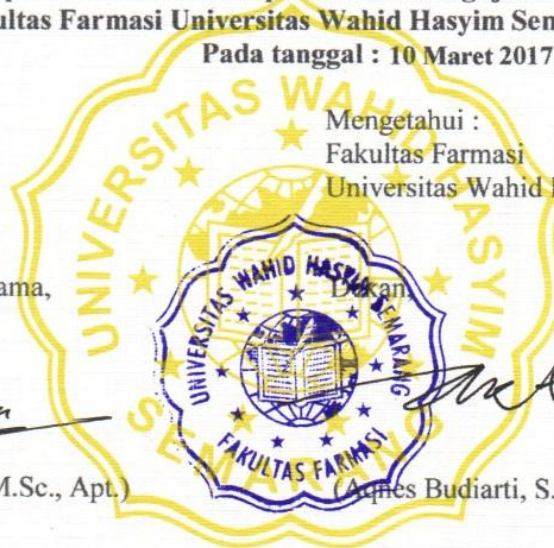 ultas Farmasi Universitas Wahid Hasyim Sem
Pada tanggal : 10 Maret 2017
Mengetahui :
Fakultas Farmasi
Universitas Wahid
ama,
Dekan,
UNIVERSITAS WAHID HASYIM
SEMARANG
UNIVERSITAS WAHID HASYIM SEMARANG
FAKULTAS FARMASI
M.Sc., Apt.)
(Agnes Budiarti, S.